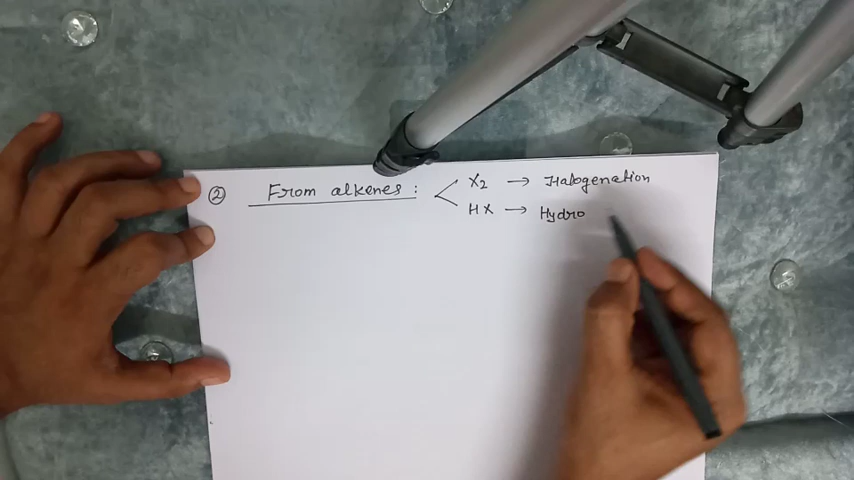 ② From alkenes : X2 → Halogenation
HX → Hydro